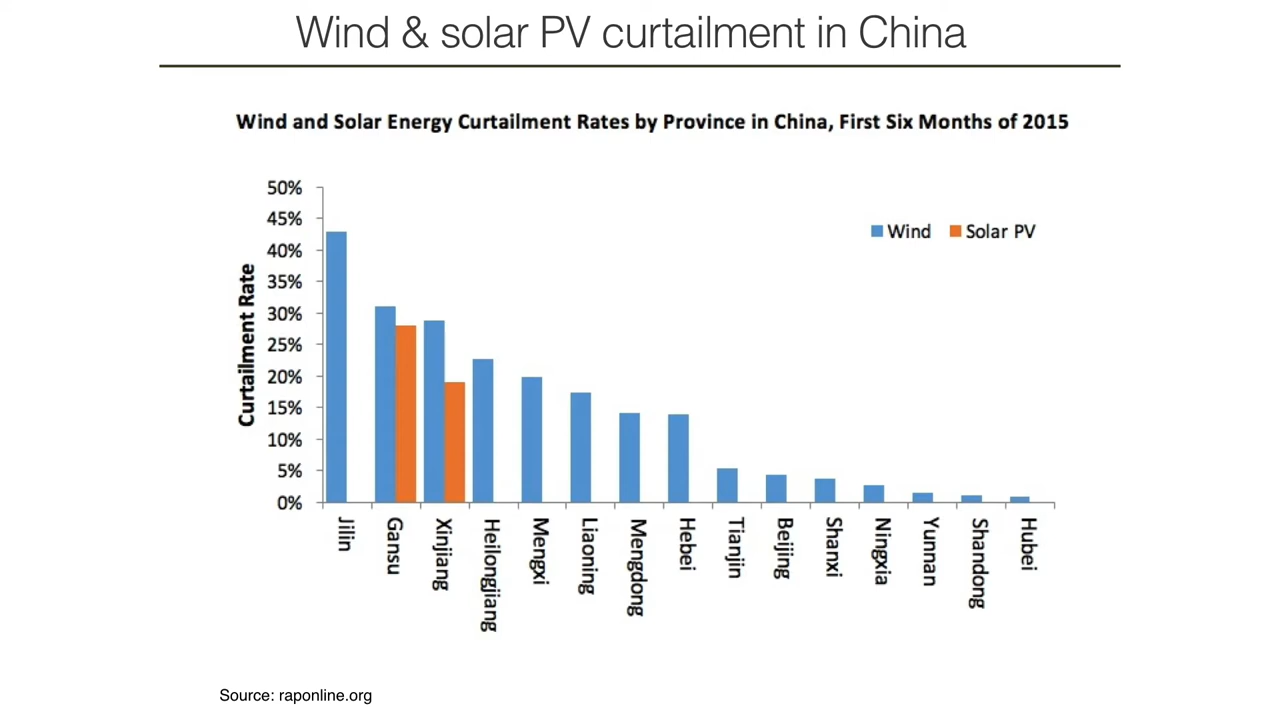 Wind & solar PV curtailment in China
Wind and Solar Energy Curtailment Rates by Province in China, First Six Months of 2015
50%
45%
40%
35%
30%
25%
20%
15%
10%
5%
0%
Curtailment Rate
Wind
Solar PV
Jilin
Gansu
Xinjiang
Heilongjiang
Mengxi
Liaoning
Mengdong
Hebei
Tianjin
Beijing
Shanxi
Ningxia
Yunnan
Shandong
Hubei
Source: raponline.org